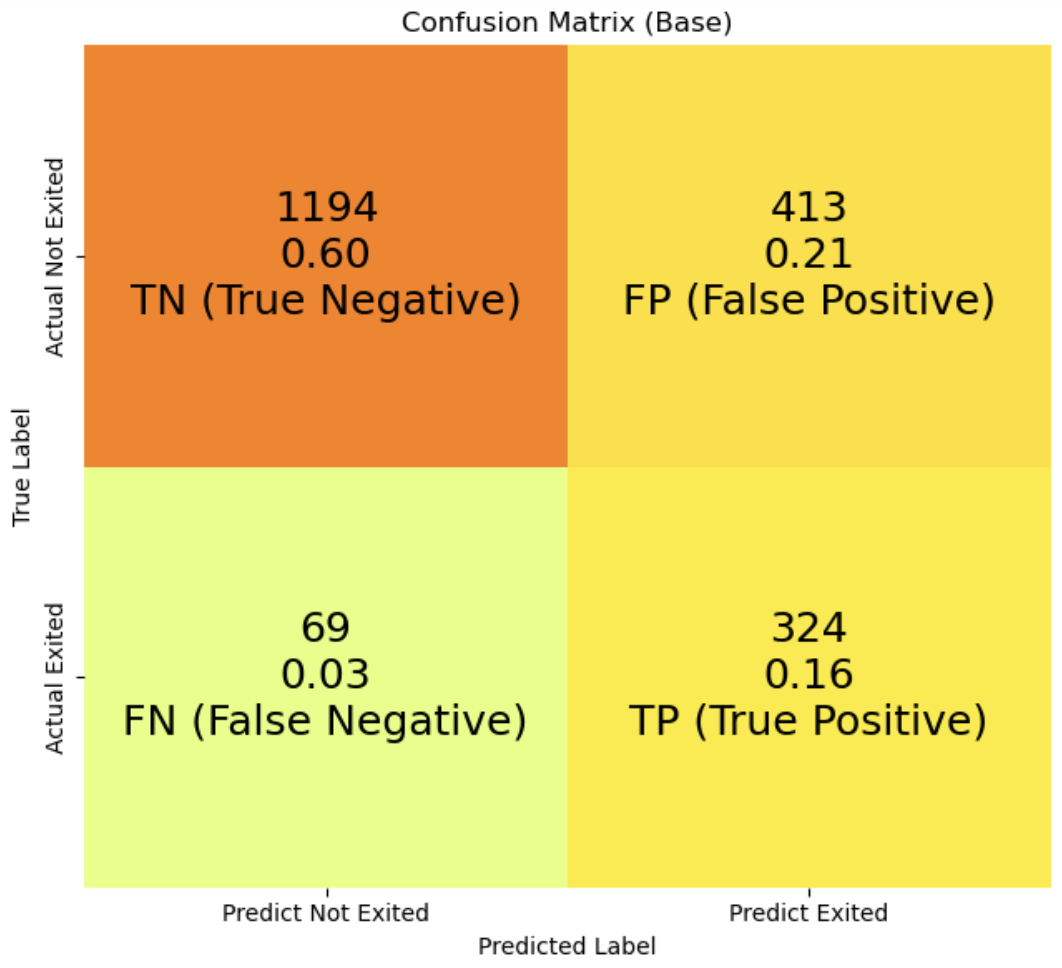 Confusion Matrix (Base)
True Label
Actual Not Exited
1194
0.60
TN (True Negative)
413
0.21
FP (False Positive)
Actual Exited
69
0.03
FN (False Negative)
324
0.16
TP (True Positive)
Predict Not Exited
Predict Exited
Predicted Label